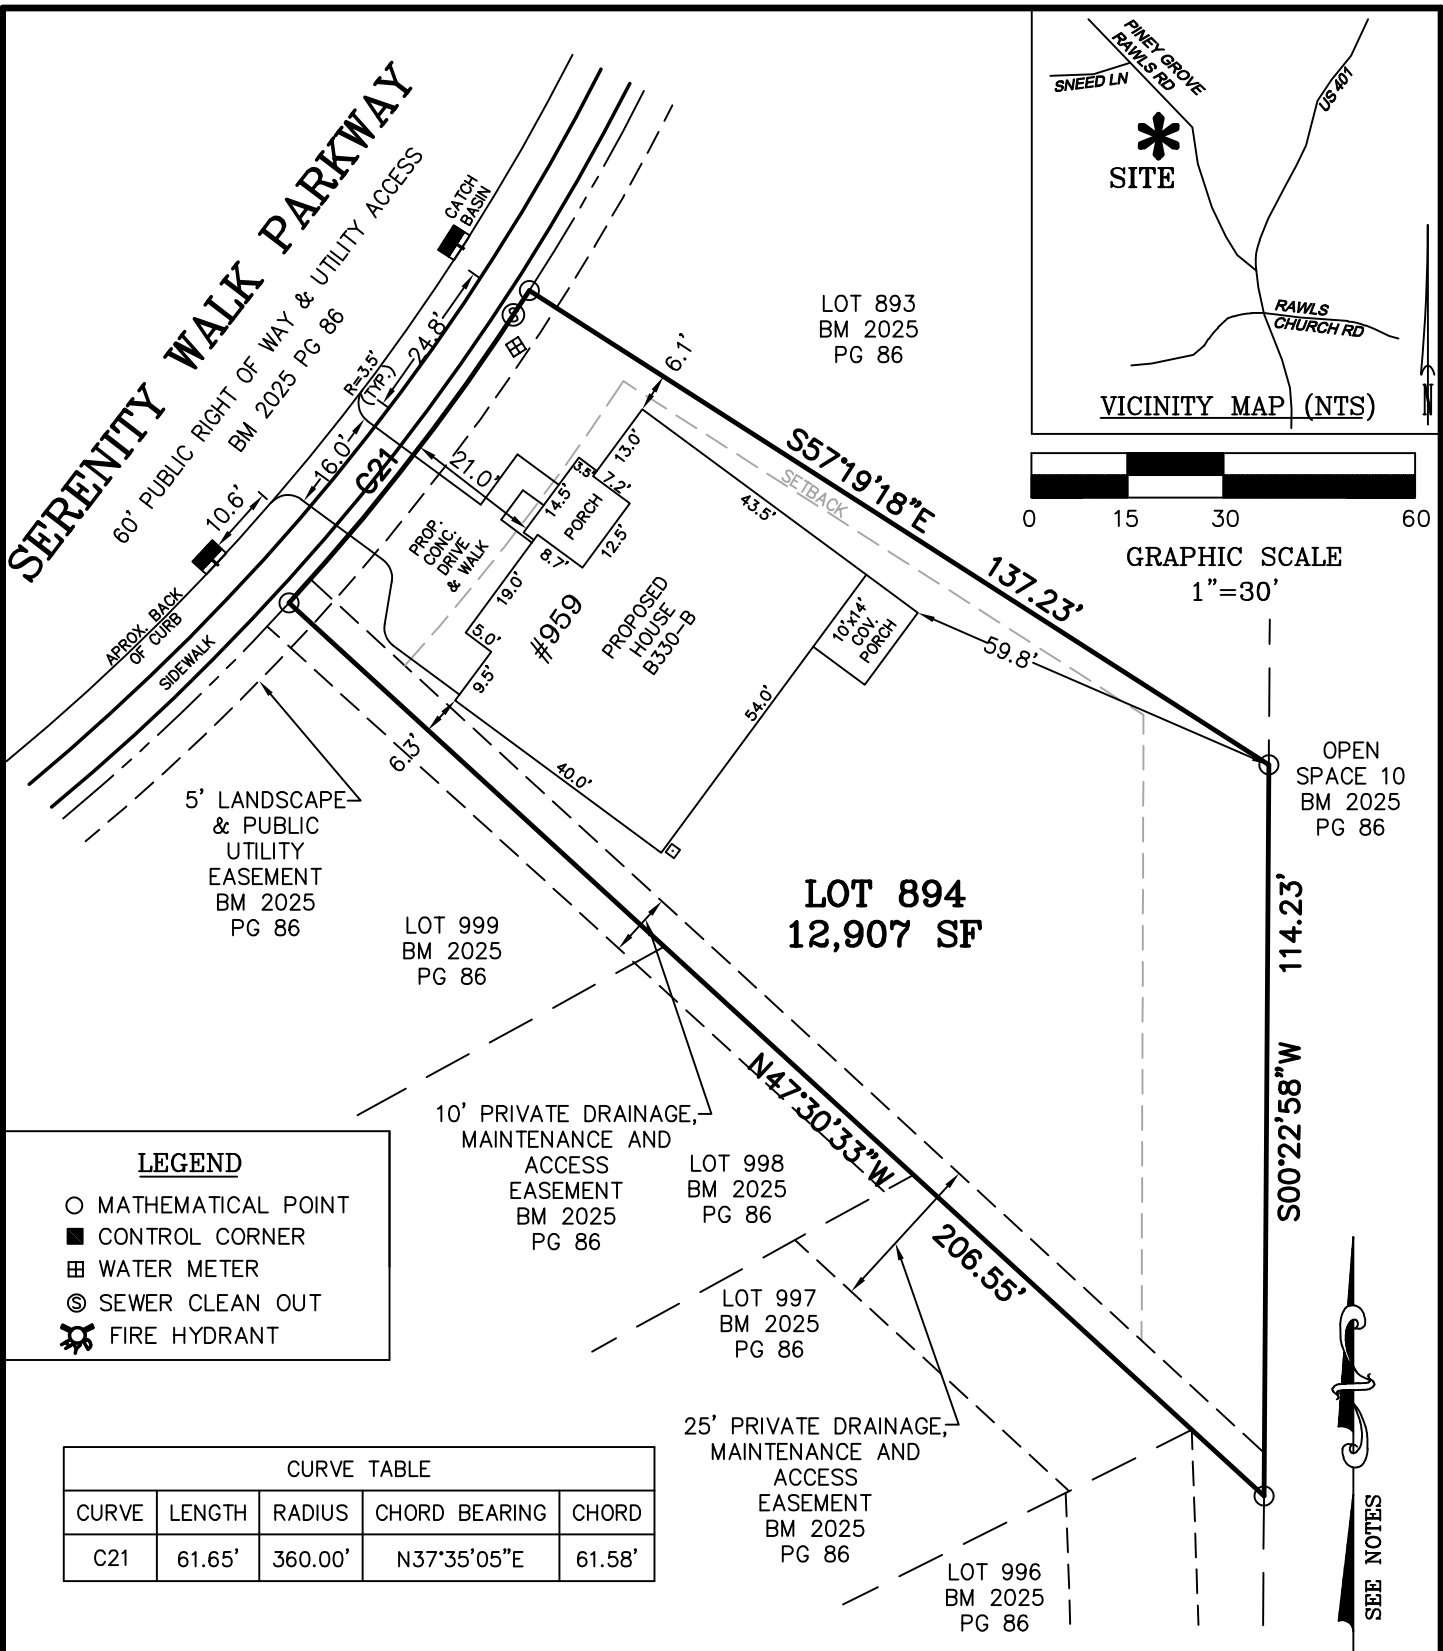 SERENITY WALK PARKWAY
60' PUBLIC RIGHT OF WAY & UTILITY ACCESS
BM 2025 PG 86
CATCH
BASIN
PINEY GROVE
RAWLS RD
SNEED LN
US 401
SITE
RAWLS
CHURCH RD
VICINITY MAP (NTS)
N
0 15 30 60
GRAPHIC SCALE
1"=30'
LOT 893
BM 2025
PG 86
R=3.5'
(TYP.)
24.8'
16.0'
10.6'
C21
21.0'
6.1'
S57°19'18"E
137.23'
SETBACK
13.0'
3.5'
7.2'
14.5'
PORCH
12.5'
8.7'
43.5'
PROP.
CONC.
DRIVE
& WALK
19.0'
5.0'
9.5'
#959
PROPOSED
HOUSE
B330-B
10'x14'
COV.
PORCH
59.8'
54.0'
40.0'
6.3'
APROX. BACK
OF CURB
SIDEWALK
5' LANDSCAPE
& PUBLIC
UTILITY
EASEMENT
BM 2025
PG 86
OPEN
SPACE 10
BM 2025
PG 86
LOT 894
12,907 SF
114.23'
S00°22'58"W
LOT 999
BM 2025
PG 86
N47°30'33"W
206.55'
10' PRIVATE DRAINAGE,
MAINTENANCE AND
ACCESS
EASEMENT
BM 2025
PG 86
LOT 998
BM 2025
PG 86
LOT 997
BM 2025
PG 86
25' PRIVATE DRAINAGE,
MAINTENANCE AND
ACCESS
EASEMENT
BM 2025
PG 86
LOT 996
BM 2025
PG 86
LEGEND
MATHEMATICAL POINT
CONTROL CORNER
WATER METER
S SEWER CLEAN OUT
FIRE HYDRANT
S
CURVE TABLE
CURVE LENGTH RADIUS CHORD BEARING CHORD
C21 61.65' 360.00' N37°35'05"E 61.58'
SEE NOTES